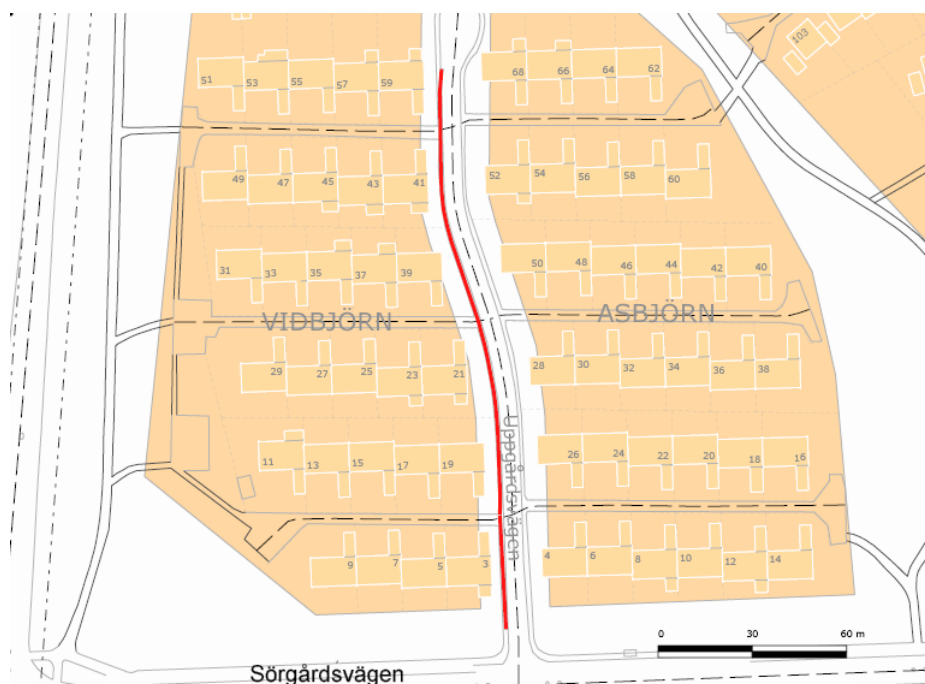 103
51 53 55 57 59
68 66 64 62
49 47 45 43 41
52 54 56 58 60
31 33 35 37 39
50 48 46 44 42 40
VIDBJÖRN
ASBJÖRN
29 27 25 23 21
28 30 32 34 36 38
Uppgårdsvägen
11 13 15 17 19
26 24 22 20 18 16
9 7 5 3
4 6 8 10 12 14
0 30 60 m
Sörgårdsvägen